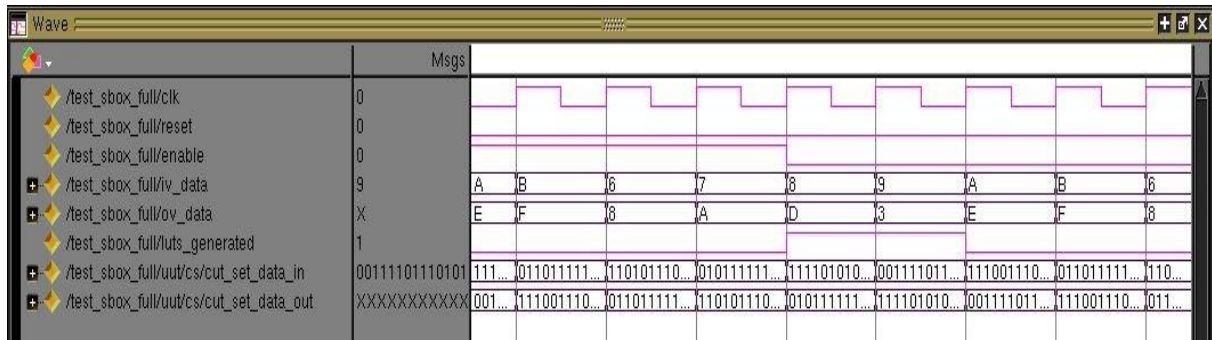 Wave
Msgs
/test_sbox_full/clk 0
/test_sbox_full/reset 0
/test_sbox_full/enable 0
/test_sbox_full/iv_data 9 A B 6 7 8 9 A B 6
/test_sbox_full/ov_data X E F 8 A D 3 E F 8
/test_sbox_full/luts_generated 1
/test_sbox_full/uut/cs/cut_set_data_in 00111101110101 111... 011011111... 110101110... 010111111... 111101010... 001111011... 111001110... 011011111... 110...
/test_sbox_full/uut/cs/cut_set_data_out XXXXXXXXXXX 001... 111001110... 011011111... 110101110... 010111111... 111101010... 001111011... 111001110... 011...